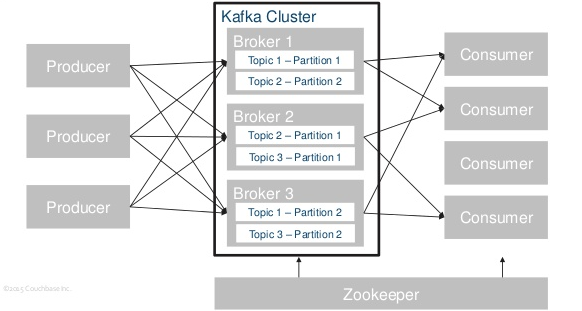 Kafka Cluster
Broker 1
Topic 1 – Partition 1
Topic 2 – Partition 2
Broker 2
Topic 2 – Partition 1
Topic 3 – Partition 1
Broker 3
Topic 1 – Partition 2
Topic 3 – Partition 2
Producer
Producer
Producer
Consumer
Consumer
Consumer
Consumer
Zookeeper
©2015 Couchbase Inc.